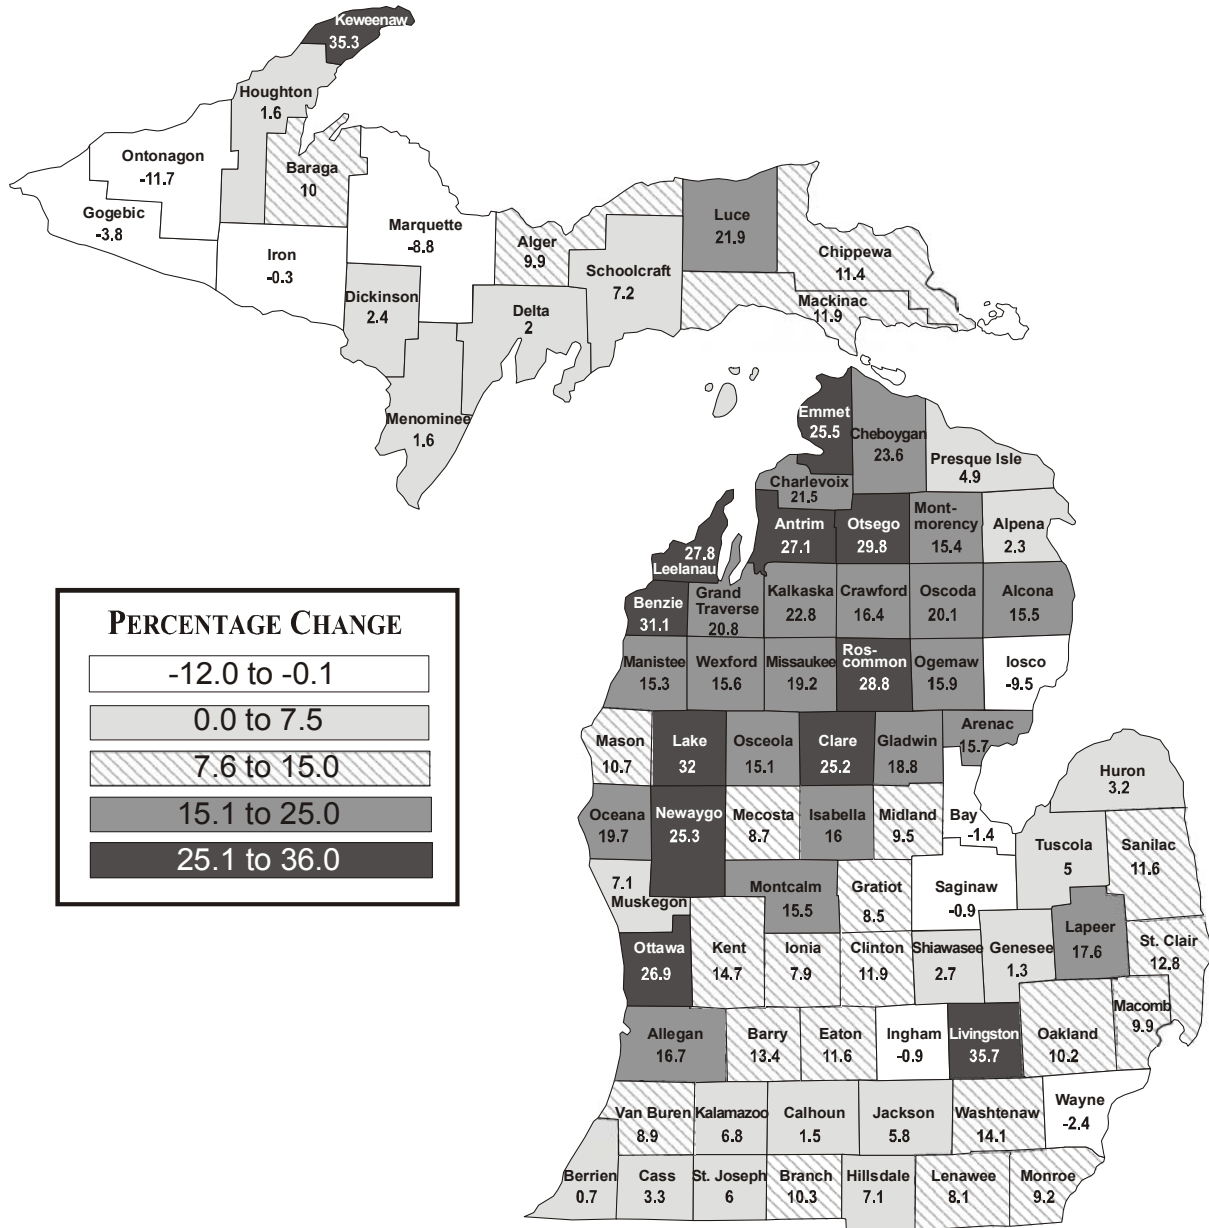 Keweenaw
35.3
Houghton
1.6
Ontonagon
-11.7
Baraga
10
Gogebic
-3.8
Iron
-0.3
Marquette
-8.8
Alger
9.9
Luce
21.9
Chippewa
11.4
Schoolcraft
7.2
Mackinac
11.9
Dickinson
2.4
Delta
2
Menominee
1.6
Emmet
25.5
Cheboygan
23.6
Presque Isle
4.9
Charlevoix
21.5
Antrim
27.1
Otsego
29.8
Mont-
morency
15.4
Alpena
2.3
27.8
Leelanau
Benzie
31.1
Grand
Traverse
20.8
Kalkaska
22.8
Crawford
16.4
Oscoda
20.1
Alcona
15.5
PERCENTAGE CHANGE
-12.0 to -0.1
0.0 to 7.5
7.6 to 15.0
15.1 to 25.0
25.1 to 36.0
Manistee
15.3
Wexford
15.6
Missaukee
19.2
Ros-
common
28.8
Ogemaw
15.9
Iosco
-9.5
Mason
10.7
Lake
32
Osceola
15.1
Clare
25.2
Gladwin
18.8
Arenac
15.7
Huron
3.2
Oceana
19.7
Newaygo
25.3
Mecosta
8.7
Isabella
16
Midland
9.5
Bay
-1.4
Tuscola
5
Sanilac
11.6
7.1
Muskegon
Montcalm
15.5
Gratiot
8.5
Saginaw
-0.9
Lapeer
17.6
St. Clair
12.8
Ottawa
26.9
Kent
14.7
Ionia
7.9
Clinton
11.9
Shiawasee
2.7
Genesee
1.3
Macomb
9.9
Allegan
16.7
Barry
13.4
Eaton
11.6
Ingham
-0.9
Livingston
35.7
Oakland
10.2
Van Buren
8.9
Kalamazoo
6.8
Calhoun
1.5
Jackson
5.8
Washtenaw
14.1
Wayne
-2.4
Berrien
0.7
Cass
3.3
St. Joseph
6
Branch
10.3
Hillsdale
7.1
Lenawee
8.1
Monroe
9.2